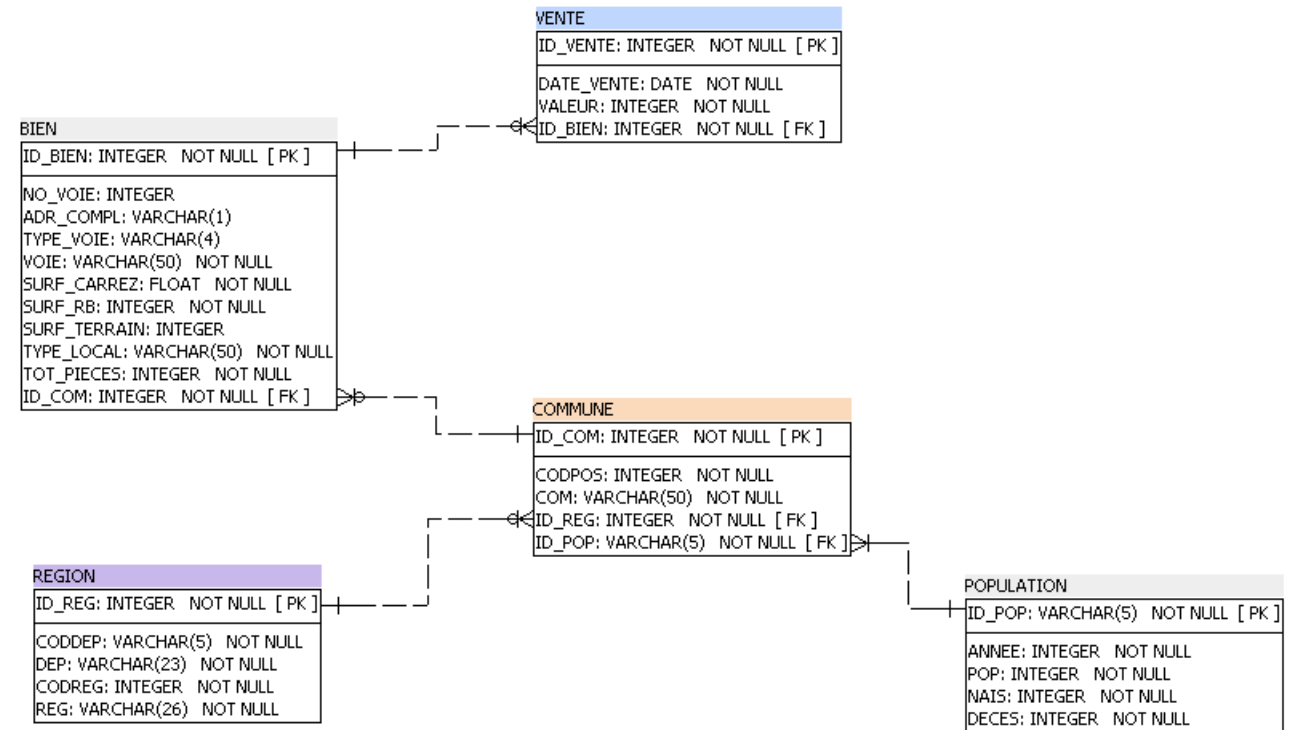 VENTE
ID_VENTE: INTEGER NOT NULL [ PK ]
DATE_VENTE: DATE NOT NULL
VALEUR: INTEGER NOT NULL
ID_BIEN: INTEGER NOT NULL [ FK ]
BIEN
ID_BIEN: INTEGER NOT NULL [ PK ]
NO_VOIE: INTEGER
ADR_COMPL: VARCHAR(1)
TYPE_VOIE: VARCHAR(4)
VOIE: VARCHAR(50) NOT NULL
SURF_CARREZ: FLOAT NOT NULL
SURF_RB: INTEGER NOT NULL
SURF_TERRAIN: INTEGER
TYPE_LOCAL: VARCHAR(50) NOT NULL
TOT_PIECES: INTEGER NOT NULL
ID_COM: INTEGER NOT NULL [ FK ]
COMMUNE
ID_COM: INTEGER NOT NULL [ PK ]
CODPOS: INTEGER NOT NULL
COM: VARCHAR(50) NOT NULL
ID_REG: INTEGER NOT NULL [ FK ]
ID_POP: VARCHAR(5) NOT NULL [ FK ]
REGION
ID_REG: INTEGER NOT NULL [ PK ]
CODDEP: VARCHAR(5) NOT NULL
DEP: VARCHAR(23) NOT NULL
CODREG: INTEGER NOT NULL
REG: VARCHAR(26) NOT NULL
POPULATION
ID_POP: VARCHAR(5) NOT NULL [ PK ]
ANNEE: INTEGER NOT NULL
POP: INTEGER NOT NULL
NAIS: INTEGER NOT NULL
DECES: INTEGER NOT NULL